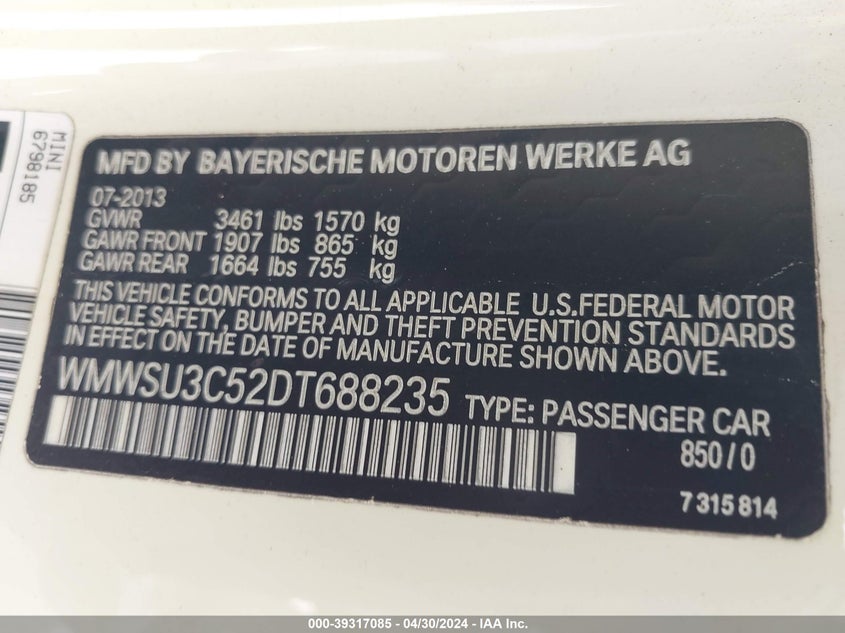 MINI
6798185
MFD BY BAYERISCHE MOTOREN WERKE AG
07-2013
GVWR 3461 lbs 1570 kg
GAWR FRONT 1907 lbs 865 kg
GAWR REAR 1664 lbs 755 kg
THIS VEHICLE CONFORMS TO ALL APPLICABLE U.S.FEDERAL MOTOR
VEHICLE SAFETY, BUMPER AND THEFT PREVENTION STANDARDS
IN EFFECT ON THE DATE OF MANUFACTURE SHOWN ABOVE.
WMWSU3C52DT688235 TYPE: PASSENGER CAR
850/0
7 315 814
000-39317085 - 04/30/2024 - IAA Inc.